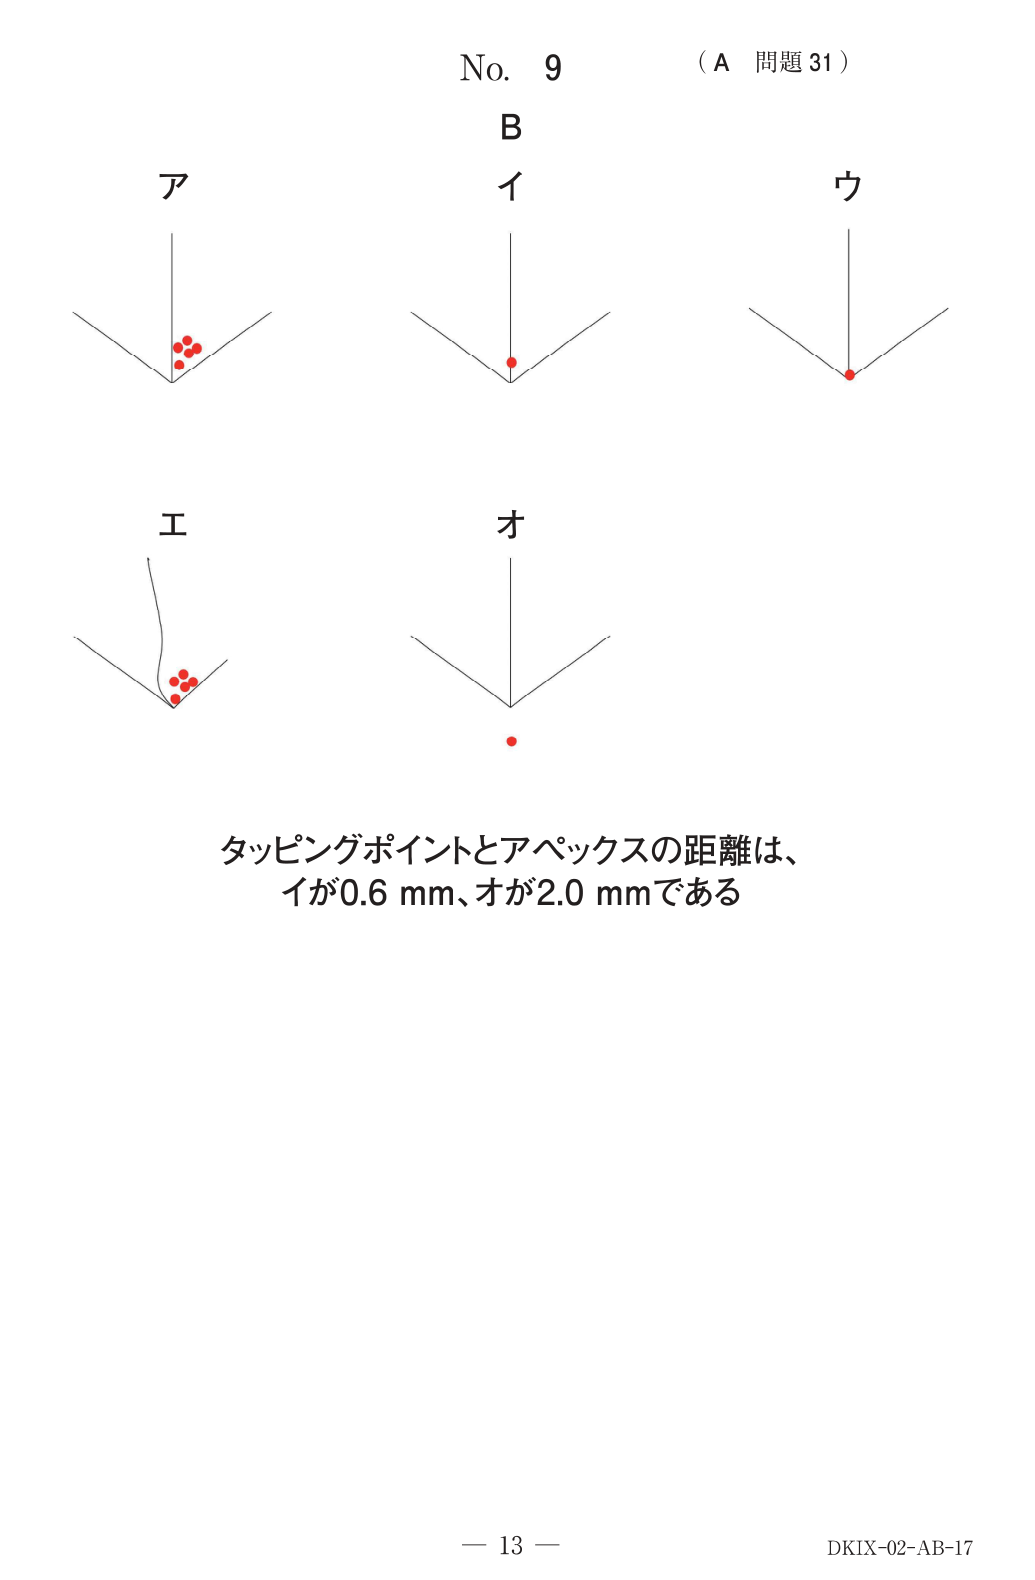 No. 9 （A 問題 31）
B
ア イ ウ
エ オ
タッピングポイントとアペックスの距離は、
イが0.6 mm、オが2.0 mmである
— 13 —
DKIX-02-AB-17